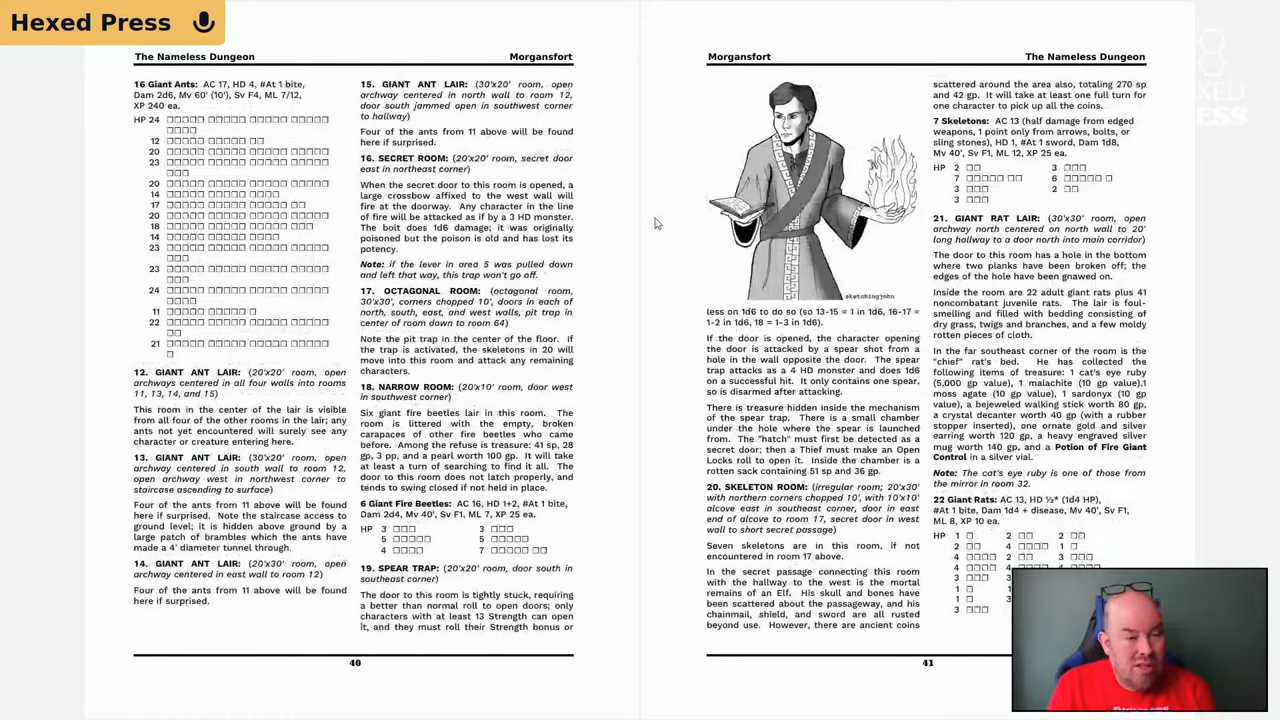 Hexed Press
The Nameless Dungeon
Morgansfort
16 Giant Ants: AC 17, HD 4, #At 1 bite,
Dam 2d6, Mv 60' (10'), Sv F4, ML 7/12,
XP 240 ea.
HP 24
12
20
23
20
14
17
20
18
14
23
23
24
11
22
21
12. GIANT ANT LAIR: (20'x20' room, open
archways centered in all four walls into rooms
11, 13, 14, and 15)
This room in the center of the lair is visible
from all four of the other rooms in the lair; any
ants not yet encountered will surely see any
character or creature entering here.
13. GIANT ANT LAIR: (30'x20' room, open
archway centered in south wall to room 12,
open archway west in northwest corner to
staircase ascending to surface)
Four of the ants from 11 above will be found
here if surprised. Note the staircase access to
ground level; it is hidden above ground by a
large patch of brambles which the ants have
made a 4' diameter tunnel through.
14. GIANT ANT LAIR: (20'x30' room, open
archway centered in east wall to room 12)
Four of the ants from 11 above will be found
here if surprised.
15. GIANT ANT LAIR: (30'x20' room, open
archway centered in north wall to room 12,
door south jammed open in southwest corner
to hallway)
Four of the ants from 11 above will be found
here if surprised.
16. SECRET ROOM: (20'x20' room, secret door
east in northeast corner)
When the secret door to this room is opened, a
large crossbow affixed to the west wall will
fire at the doorway. Any character in the line
of fire will be attacked as if by a 3 HD monster.
The bolt does 1d6 damage; it was originally
poisoned but the poison is old and has lost its
potency.
Note: if the lever in area 5 was pulled down
and left that way, this trap won't go off.
17. OCTAGONAL ROOM: (octagonal room,
30'x30', corners chopped 10', doors in each of
north, south, east, and west walls, pit trap in
center of room down to room 64)
Note the pit trap in the center of the floor. If
the trap is activated, the skeletons in 20 will
move into this room and attack any remaining
characters.
18. NARROW ROOM: (20'x10' room, door west
in southwest corner)
Six giant fire beetles lair in this room. The
room is littered with the empty, broken
carapaces of other fire beetles who came
before. Among the refuse is treasure: 41 sp, 28
gp, 3 pp, and a pearl worth 100 gp. It will take
at least a turn of searching to find it all. The
door to this room does not latch properly, and
tends to swing closed if not held in place.
6 Giant Fire Beetles: AC 16, HD 1+2, #At 1 bite,
Dam 2d4, Mv 40', Sv F1, ML 7, XP 25 ea.
HP 3 3
5 5
4 7
19. SPEAR TRAP: (20'x20' room, door south in
southeast corner)
The door to this room is tightly stuck, requiring
a better than normal roll to open doors; only
characters with at least 13 Strength can open
it, and they must roll their Strength bonus or
40
Morgansfort
The Nameless Dungeon
sketchingjohn
less on 1d6 to do so (so 13-15 = 1 in 1d6, 16-17 =
1-2 in 1d6, 18 = 1-3 in 1d6).
If the door is opened, the character opening
the door is attacked by a spear shot from a
hole in the wall opposite the door. The spear
trap attacks as a 4 HD monster and does 1d6
on a successful hit. It only contains one spear,
so is disarmed after attacking.
There is treasure hidden inside the mechanism
of the spear trap. There is a small chamber
under the hole where the spear is launched
from. The "hatch" must first be detected as a
secret door; then a Thief must make an Open
Locks roll to open it. Inside the chamber is a
rotten sack containing 51 sp and 36 gp.
20. SKELETON ROOM: (irregular room; 20'x30'
with northern corners chopped 10', with 10'x10'
alcove east in southeast corner, door in east
end of alcove to room 17, secret door in west
wall to short secret passage)
Seven skeletons are in this room, if not
encountered in room 17 above.
In the secret passage connecting this room
with the hallway to the west is the mortal
remains of an Elf. His skull and bones have
been scattered about the passageway, and his
chainmail, shield, and sword are all rusted
beyond use. However, there are ancient coins
scattered around the area also, totaling 270 sp
and 42 gp. It will take at least one full turn for
one character to pick up all the coins.
7 Skeletons: AC 13 (half damage from edged
weapons, 1 point only from arrows, bolts, or
sling stones), HD 1, #At 1 sword, Dam 1d8,
Mv 40', Sv F1, ML 12, XP 25 ea.
HP 2 3
7 6
3 2
3
21. GIANT RAT LAIR: (30'x30' room, open
archway north centered on north wall to 20'
long hallway to a door north into main corridor)
The door to this room has a hole in the bottom
where two planks have been broken off; the
edges of the hole have been gnawed on.
Inside the room are 22 adult giant rats plus 41
noncombatant juvenile rats. The lair is foul-
smelling and filled with bedding consisting of
dry grass, twigs and branches, and a few moldy
rotten pieces of cloth.
In the far southeast corner of the room is the
"chief" rat's bed. He has collected the
following items of treasure: 1 cat's eye ruby
(5,000 gp value), 1 malachite (10 gp value),1
moss agate (10 gp value), 1 sardonyx (10 gp
value), a bejeweled walking stick worth 80 gp,
a crystal decanter worth 40 gp (with a rubber
stopper inserted), one ornate gold and silver
earring worth 120 gp, a heavy engraved silver
mug worth 140 gp, and a Potion of Fire Giant
Control in a silver vial.
Note: The cat's eye ruby is one of those from
the mirror in room 32.
22 Giant Rats: AC 13, HD ½* (1d4 HP),
#At 1 bite, Dam 1d4 + disease, Mv 40', Sv F1,
ML 8, XP 10 ea.
HP 1 2 2
2 4 1
4 2 3
4 4
3 3
1 1
1 3
3
41